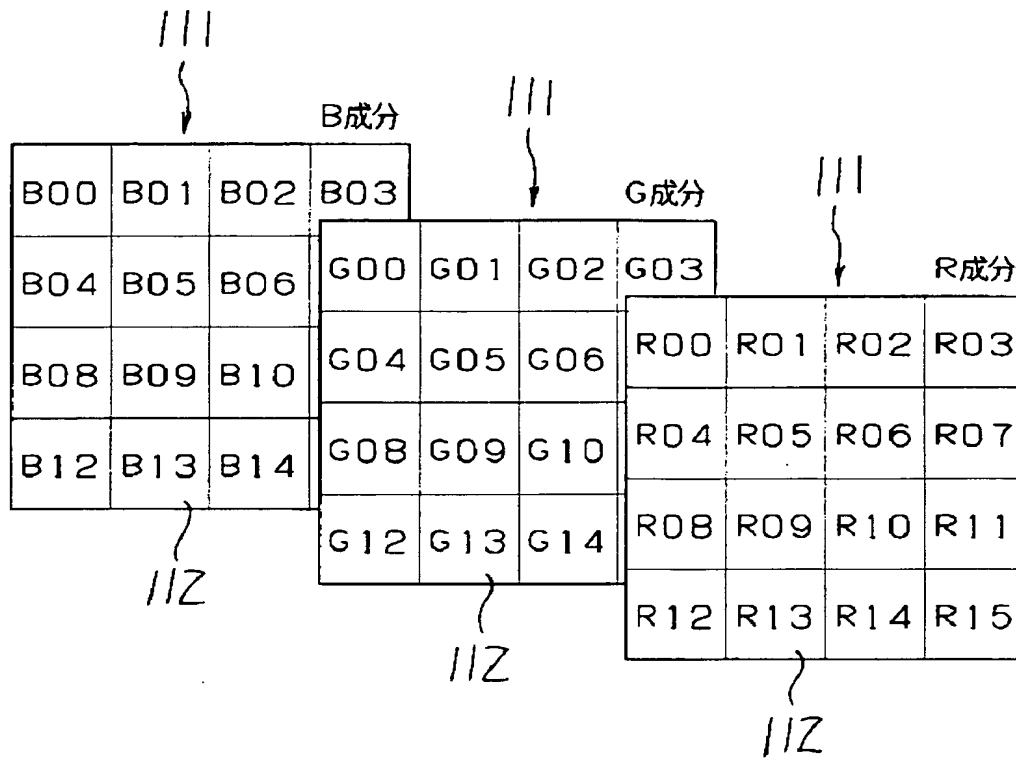 111
B成分
B00 B01 B02 B03
B04 B05 B06
B08 B09 B10
B12 B13 B14
112
111
G成分
G00 G01 G02 G03
G04 G05 G06
G08 G09 G10
G12 G13 G14
112
111
R成分
R00 R01 R02 R03
R04 R05 R06 R07
R08 R09 R10 R11
R12 R13 R14 R15
112